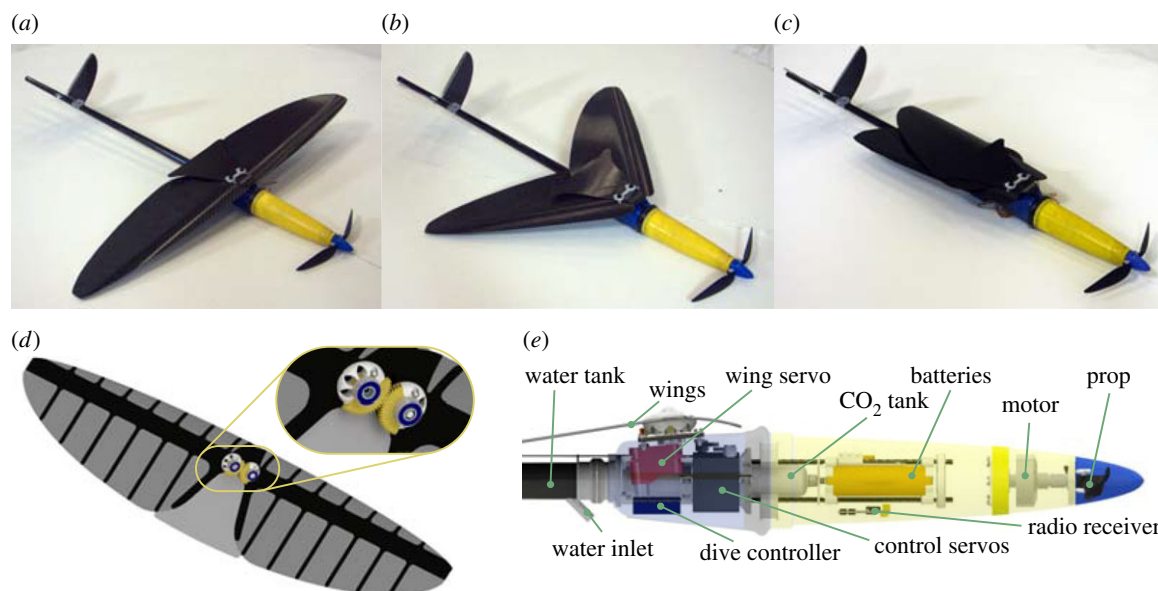 (a)
(b)
(c)
(d)
(e)
water tank
wings
wing servo
batteries
CO₂ tank
motor
prop
water inlet
dive controller
control servos
radio receiver